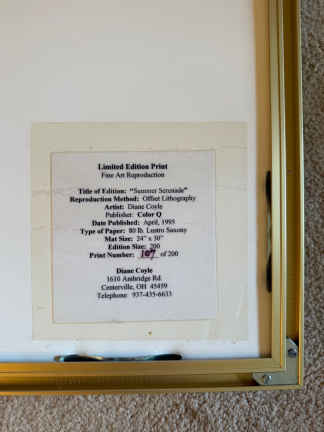 Limited Edition Print
Fine Art Reproduction
Title of Edition: "Summer Serenade"
Reproduction Method: Offset Lithography
Artist: Diane Coyle
Publisher: Color Q
Date Published: April, 1995
Type of Paper: 80 lb. Lustro Saxony
Mat Size: 24" x 30"
Edition Size: 200
Print Number: 107 of 200
Diane Coyle
1610 Ambridge Rd.
Centerville, OH 45459
Telephone 937-435-6633